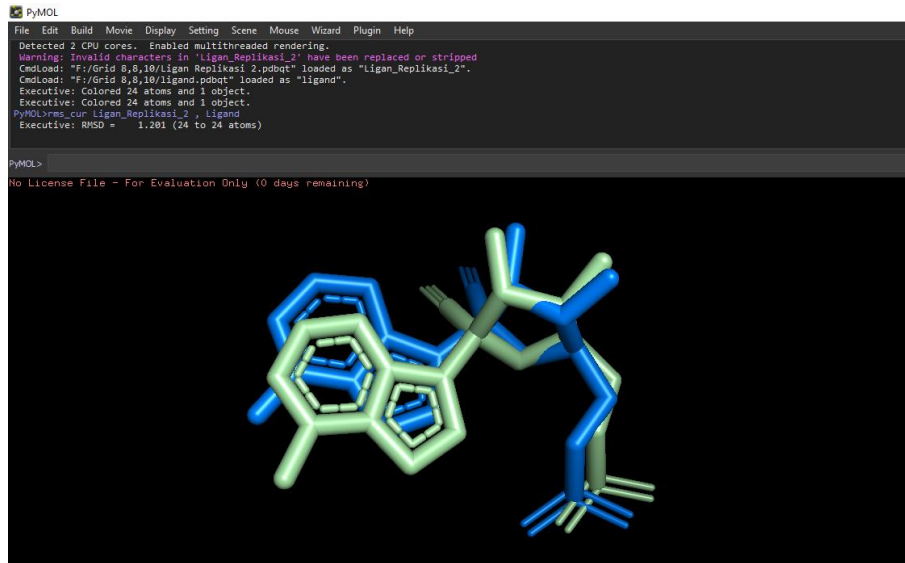 PyMOL
File Edit Build Movie Display Setting Scene Mouse Wizard Plugin Help
Detected 2 CPU cores.  Enabled multithreaded rendering.
Warning: Invalid characters in 'Ligan_Replikasi_2' have been replaced or stripped
CmdLoad: "F:/Grid 8,8,10/Ligan Replikasi 2.pdbqt" loaded as "Ligan_Replikasi_2".
CmdLoad: "F:/Grid 8,8,10/ligand.pdbqt" loaded as "ligand".
Executive: Colored 24 atoms and 1 object.
Executive: Colored 24 atoms and 1 object.
PyMOL>rms_cur Ligan_Replikasi_2 , Ligand
Executive: RMSD =    1.201 (24 to 24 atoms)
PyMOL>
No License File - For Evaluation Only (0 days remaining)